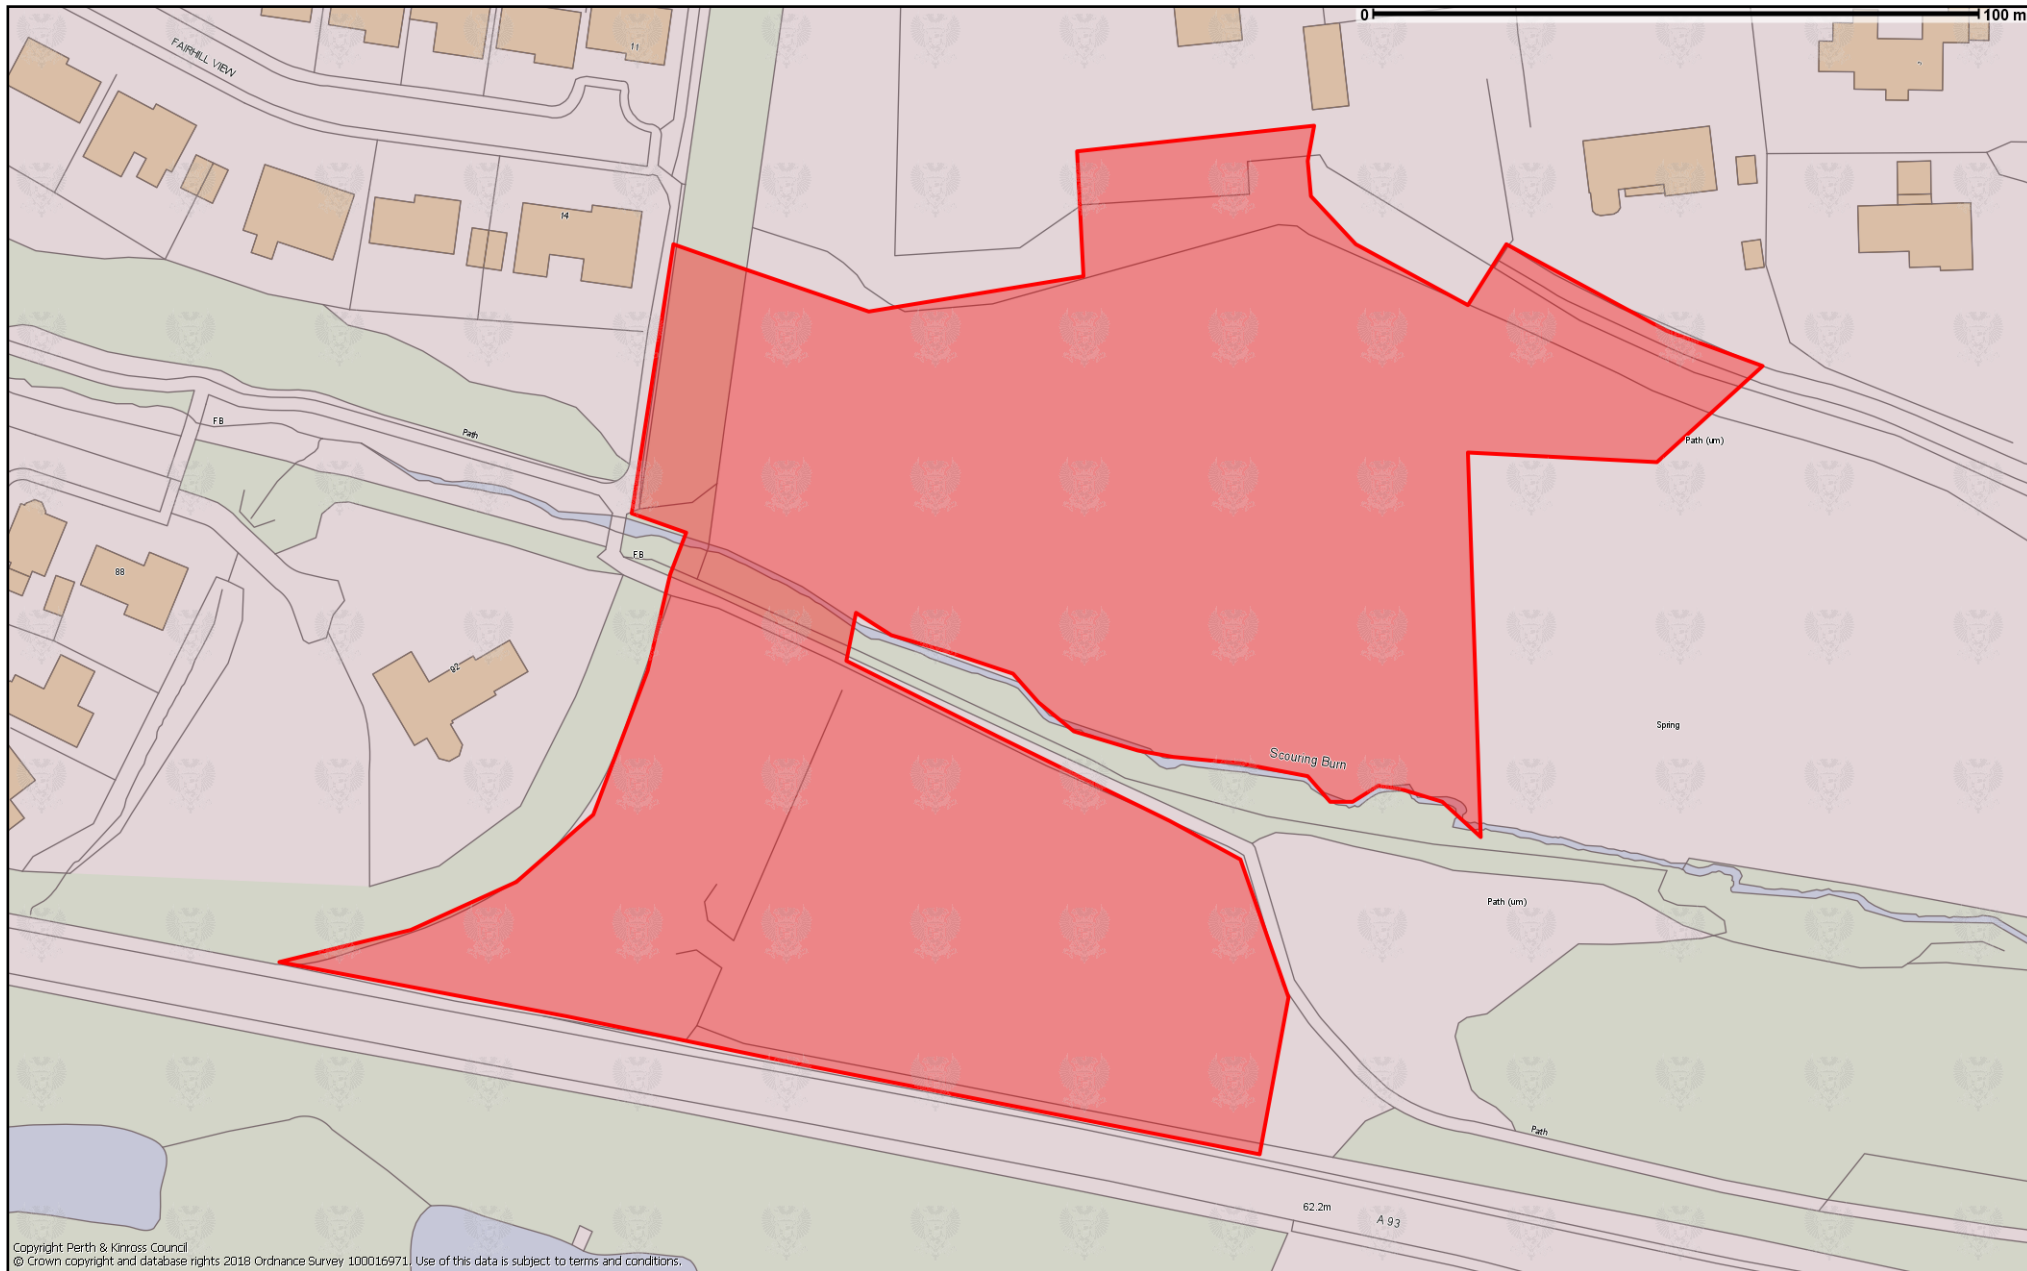 0 100 m
FAIRHILL VIEW
11
14
Path
FB
Path (um)
FB
88
92
Spring
Scouring Burn
Path (um)
Path
62.2m
A 93
Copyright Perth & Kinross Council
© Crown copyright and database rights 2018 Ordnance Survey 100016971. Use of this data is subject to terms and conditions.